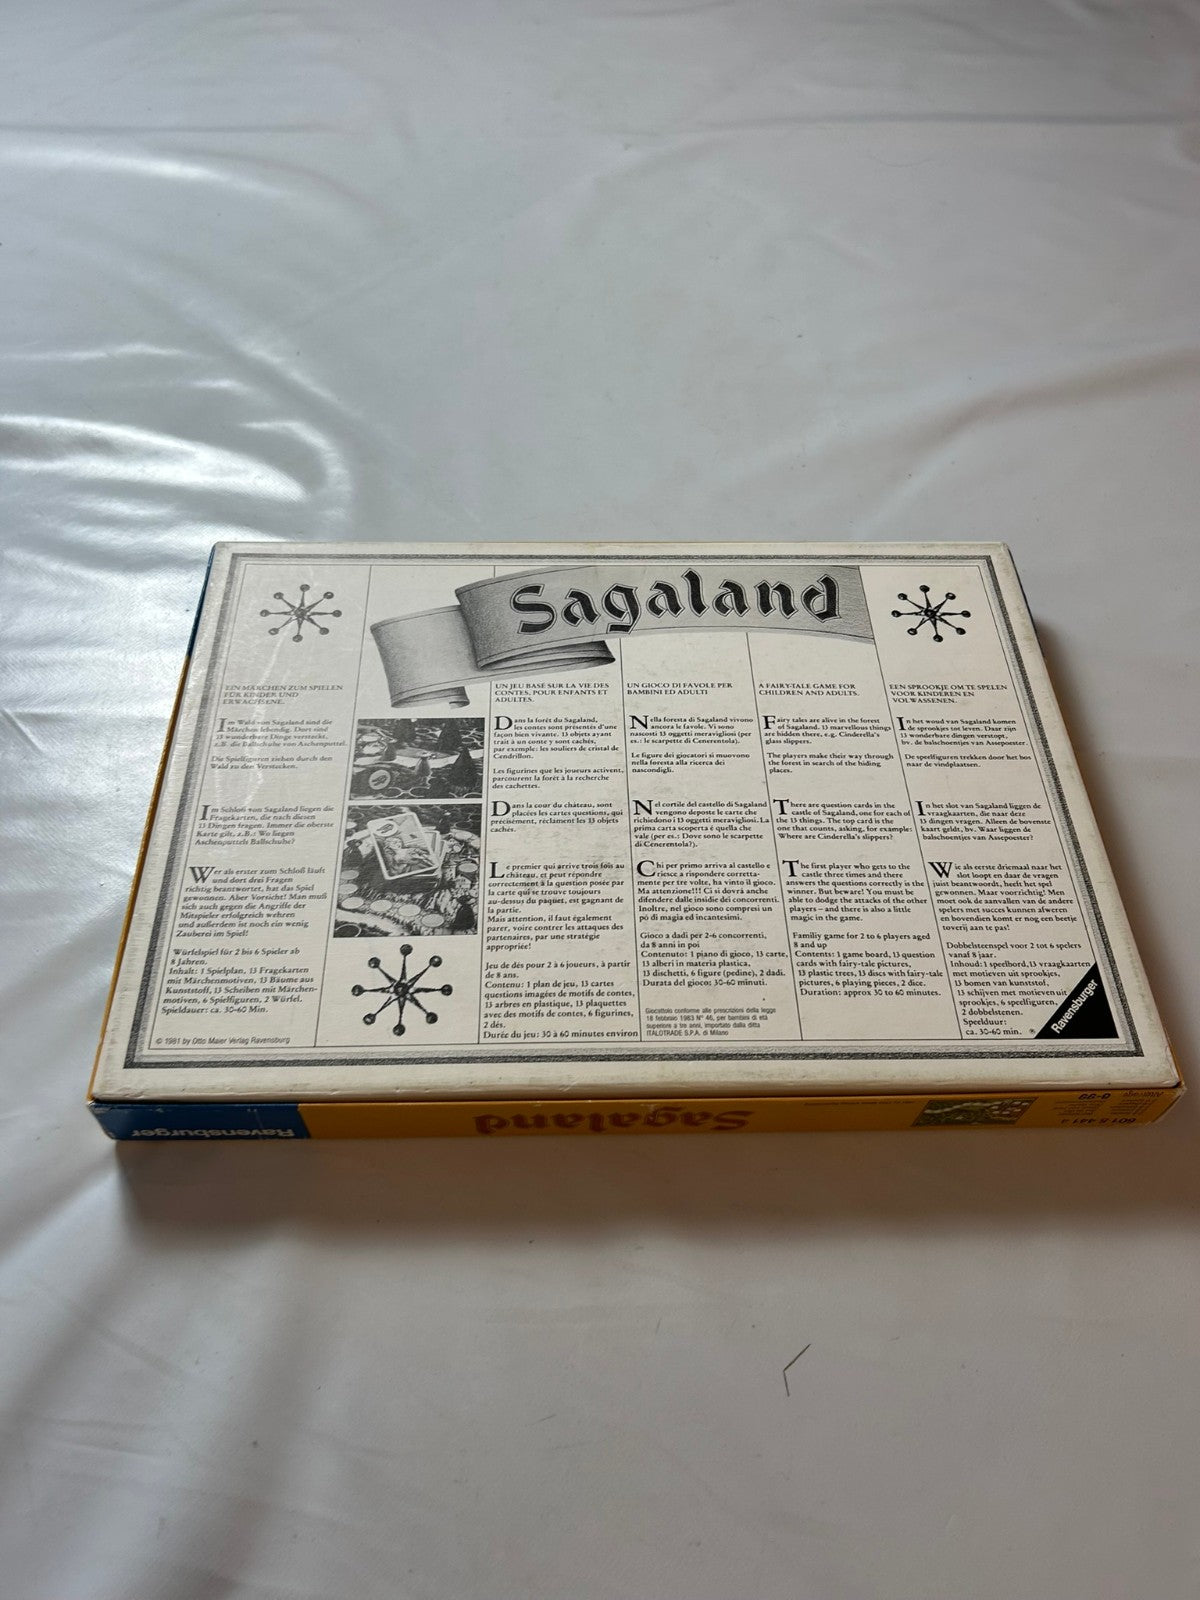 Sagaland
EIN MÄRCHEN ZUM SPIELEN
FÜR KINDER UND
ERWACHSENE.
Im Wald von Sagaland sind die
Märchen lebendig. Dort sind
13 wunderbare Dinge versteckt,
z.B. die Ballschuhe von Aschenputtel.
Die Spielfiguren ziehen durch den
Wald zu den Verstecken.
Im Schloß von Sagaland liegen die
Fragekarten, die nach diesen
13 Dingen fragen. Immer die oberste
Karte gilt, z.B.: Wo liegen
Aschenputtels Ballschuhe?
Wer als erster zum Schloß läuft
und dort drei Fragen
richtig beantwortet, hat das Spiel
gewonnen. Aber Vorsicht! Man muß
sich auch gegen die Angriffe der
Mitspieler erfolgreich wehren
und außerdem ist noch ein wenig
Zauberei im Spiel!
Würfelspiel für 2 bis 6 Spieler ab
8 Jahren.
Inhalt: 1 Spielplan, 13 Fragekarten
mit Märchenmotiven, 13 Bäume aus
Kunststoff, 13 Scheiben mit Märchen-
motiven, 6 Spielfiguren, 2 Würfel.
Spieldauer: ca. 30-60 Min.
© 1981 by Otto Maier Verlag Ravensburg
UN JEU BASÉ SUR LA VIE DES
CONTES, POUR ENFANTS ET
ADULTES.
Dans la forêt du Sagaland,
les contes sont présentés d'une
façon bien vivante. 13 objets ayant
trait à un conte y sont cachés,
par exemple: les souliers de cristal de
Cendrillon.
Les figurines que les joueurs activent,
parcourent la forêt à la recherche
des cachettes.
Dans la cour du château, sont
placées les cartes questions, qui
précisément, réclament les 13 objets
cachés.
Le premier qui arrive trois fois au
château, et peut répondre
correctement à la question posée par
la carte qui se trouve toujours
au-dessus du paquet, est gagnant de
la partie.
Mais attention, il faut également
parer, voire contrer les attaques des
partenaires, par une stratégie
appropriée!
Jeu de dés pour 2 à 6 joueurs, à partir
de 8 ans.
Contenu: 1 plan de jeu, 13 cartes
questions imagées de motifs de contes,
13 arbres en plastique, 13 plaquettes
avec des motifs de contes, 6 figurines,
2 dés.
Durée du jeu: 30 à 60 minutes environ
UN GIOCO DI FAVOLE PER
BAMBINI ED ADULTI
Nella foresta di Sagaland vivono
ancora le favole. Vi sono
nascosti 13 oggetti meravigliosi (per
es.: le scarpette di Cenerentola).
Le figure dei giocatori si muovono
nella foresta alla ricerca dei
nascondigli.
Nel cortile del castello di Sagaland
vengono deposte le carte che
richiedono i 13 oggetti meravigliosi. La
prima carta scoperta è quella che
vale (per es.: Dove sono le scarpette
di Cenerentola?).
Chi per primo arriva al castello e
riesce a rispondere corretta-
mente per tre volte, ha vinto il gioco.
Ma attenzione!!! Ci si dovrà anche
difendere dalle insidie dei concorrenti.
Inoltre, nel gioco sono compresi un
pò di magia ed incantesimi.
Gioco a dadi per 2-6 concorrenti,
da 8 anni in poi
Contenuto: 1 piano di gioco, 13 carte,
13 alberi in materia plastica,
13 dischetti, 6 figure (pedine), 2 dadi.
Durata del gioco: 30-60 minuti.
Giocattolo conforme alle prescrizioni della legge
18 febbraio 1983 N° 46, per bambini di età
superiore a tre anni, importato dalla ditta
ITALOTRADE S.P.A. di Milano
A FAIRY-TALE GAME FOR
CHILDREN AND ADULTS.
Fairy tales are alive in the forest
of Sagaland. 13 marvellous things
are hidden there, e.g. Cinderella's
glass slippers.
The players make their way through
the forest in search of the hiding
places.
There are question cards in the
castle of Sagaland, one for each of
the 13 things. The top card is the
one that counts, asking, for example:
Where are Cinderella's slippers?
The first player who gets to the
castle three times and there
answers the questions correctly is the
winner. But beware! You must be
able to dodge the attacks of the other
players – and there is also a little
magic in the game.
Familiy game for 2 to 6 players aged
8 and up
Contents: 1 game board, 13 question
cards with fairy-tale pictures,
13 plastic trees, 13 discs with fairy-tale
pictures, 6 playing pieces, 2 dice.
Duration: approx 30 to 60 minutes.
EEN SPROOKJE OM TE SPELEN
VOOR KINDEREN EN
VOLWASSENEN.
In het woud van Sagaland komen
de sprookjes tot leven. Daar zijn
13 wonderbare dingen verstopt,
bv. de balschoentjes van Assepoester.
De speelfiguren trekken door het bos
naar de vindplaatsen.
In het slot van Sagaland liggen de
vraagkaarten, die naar deze
13 dingen vragen. Alleen de bovenste
kaart geldt, bv. Waar liggen de
balschoentjes van Assepoester?
Wie als eerste driemaal naar het
slot loopt en daar de vragen
juist beantwoordt, heeft het spel
gewonnen. Maar voorzichtig! Men
moet ook de aanvallen van de andere
spelers met succes kunnen afweren
en bovendien komt er nog een beetje
toverij aan te pas!
Dobbelsteenspel voor 2 tot 6 spelers
vanaf 8 jaar.
Inhoud: 1 speelbord, 13 vraagkaarten
met motieven uit sprookjes,
13 bomen van kunststof,
13 schijven met motieven uit
sprookjes, 6 speelfiguren,
2 dobbelstenen.
Speelduur:
ca. 30-60 min. ®
Ravensburger
Ravensburger
Sagaland
8-99